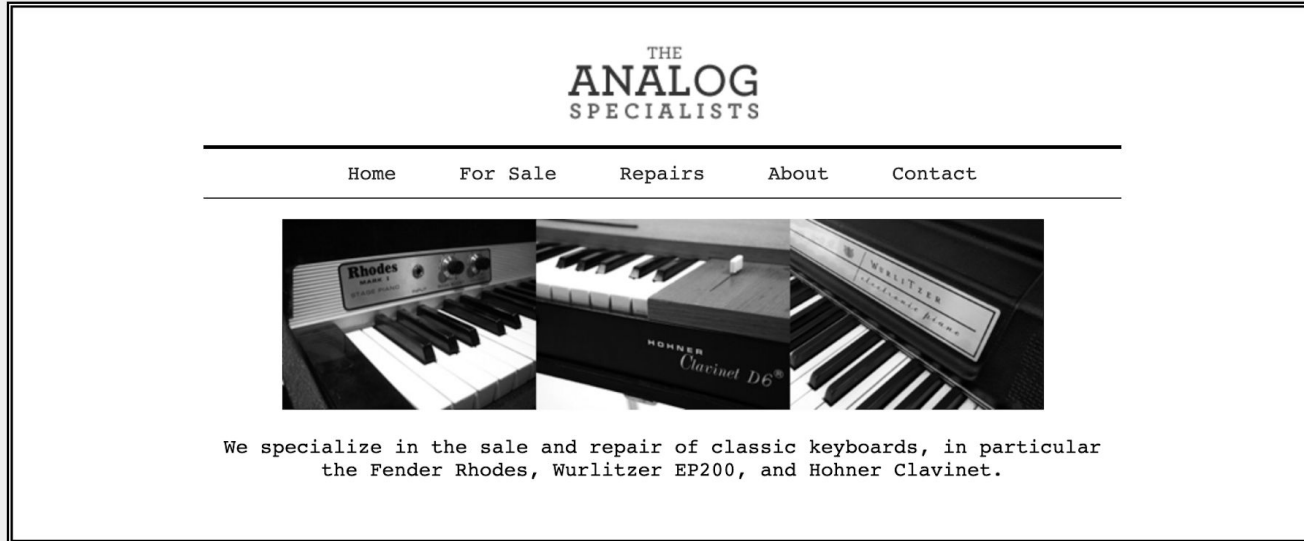 THE
ANALOG
SPECIALISTS
Home For Sale Repairs About Contact
Rhodes
MARK I
STAGE PIANO INPUT
HOHNER
Clavinet D6®
WURLITZER
electronic piano
We specialize in the sale and repair of classic keyboards, in particular
the Fender Rhodes, Wurlitzer EP200, and Hohner Clavinet.